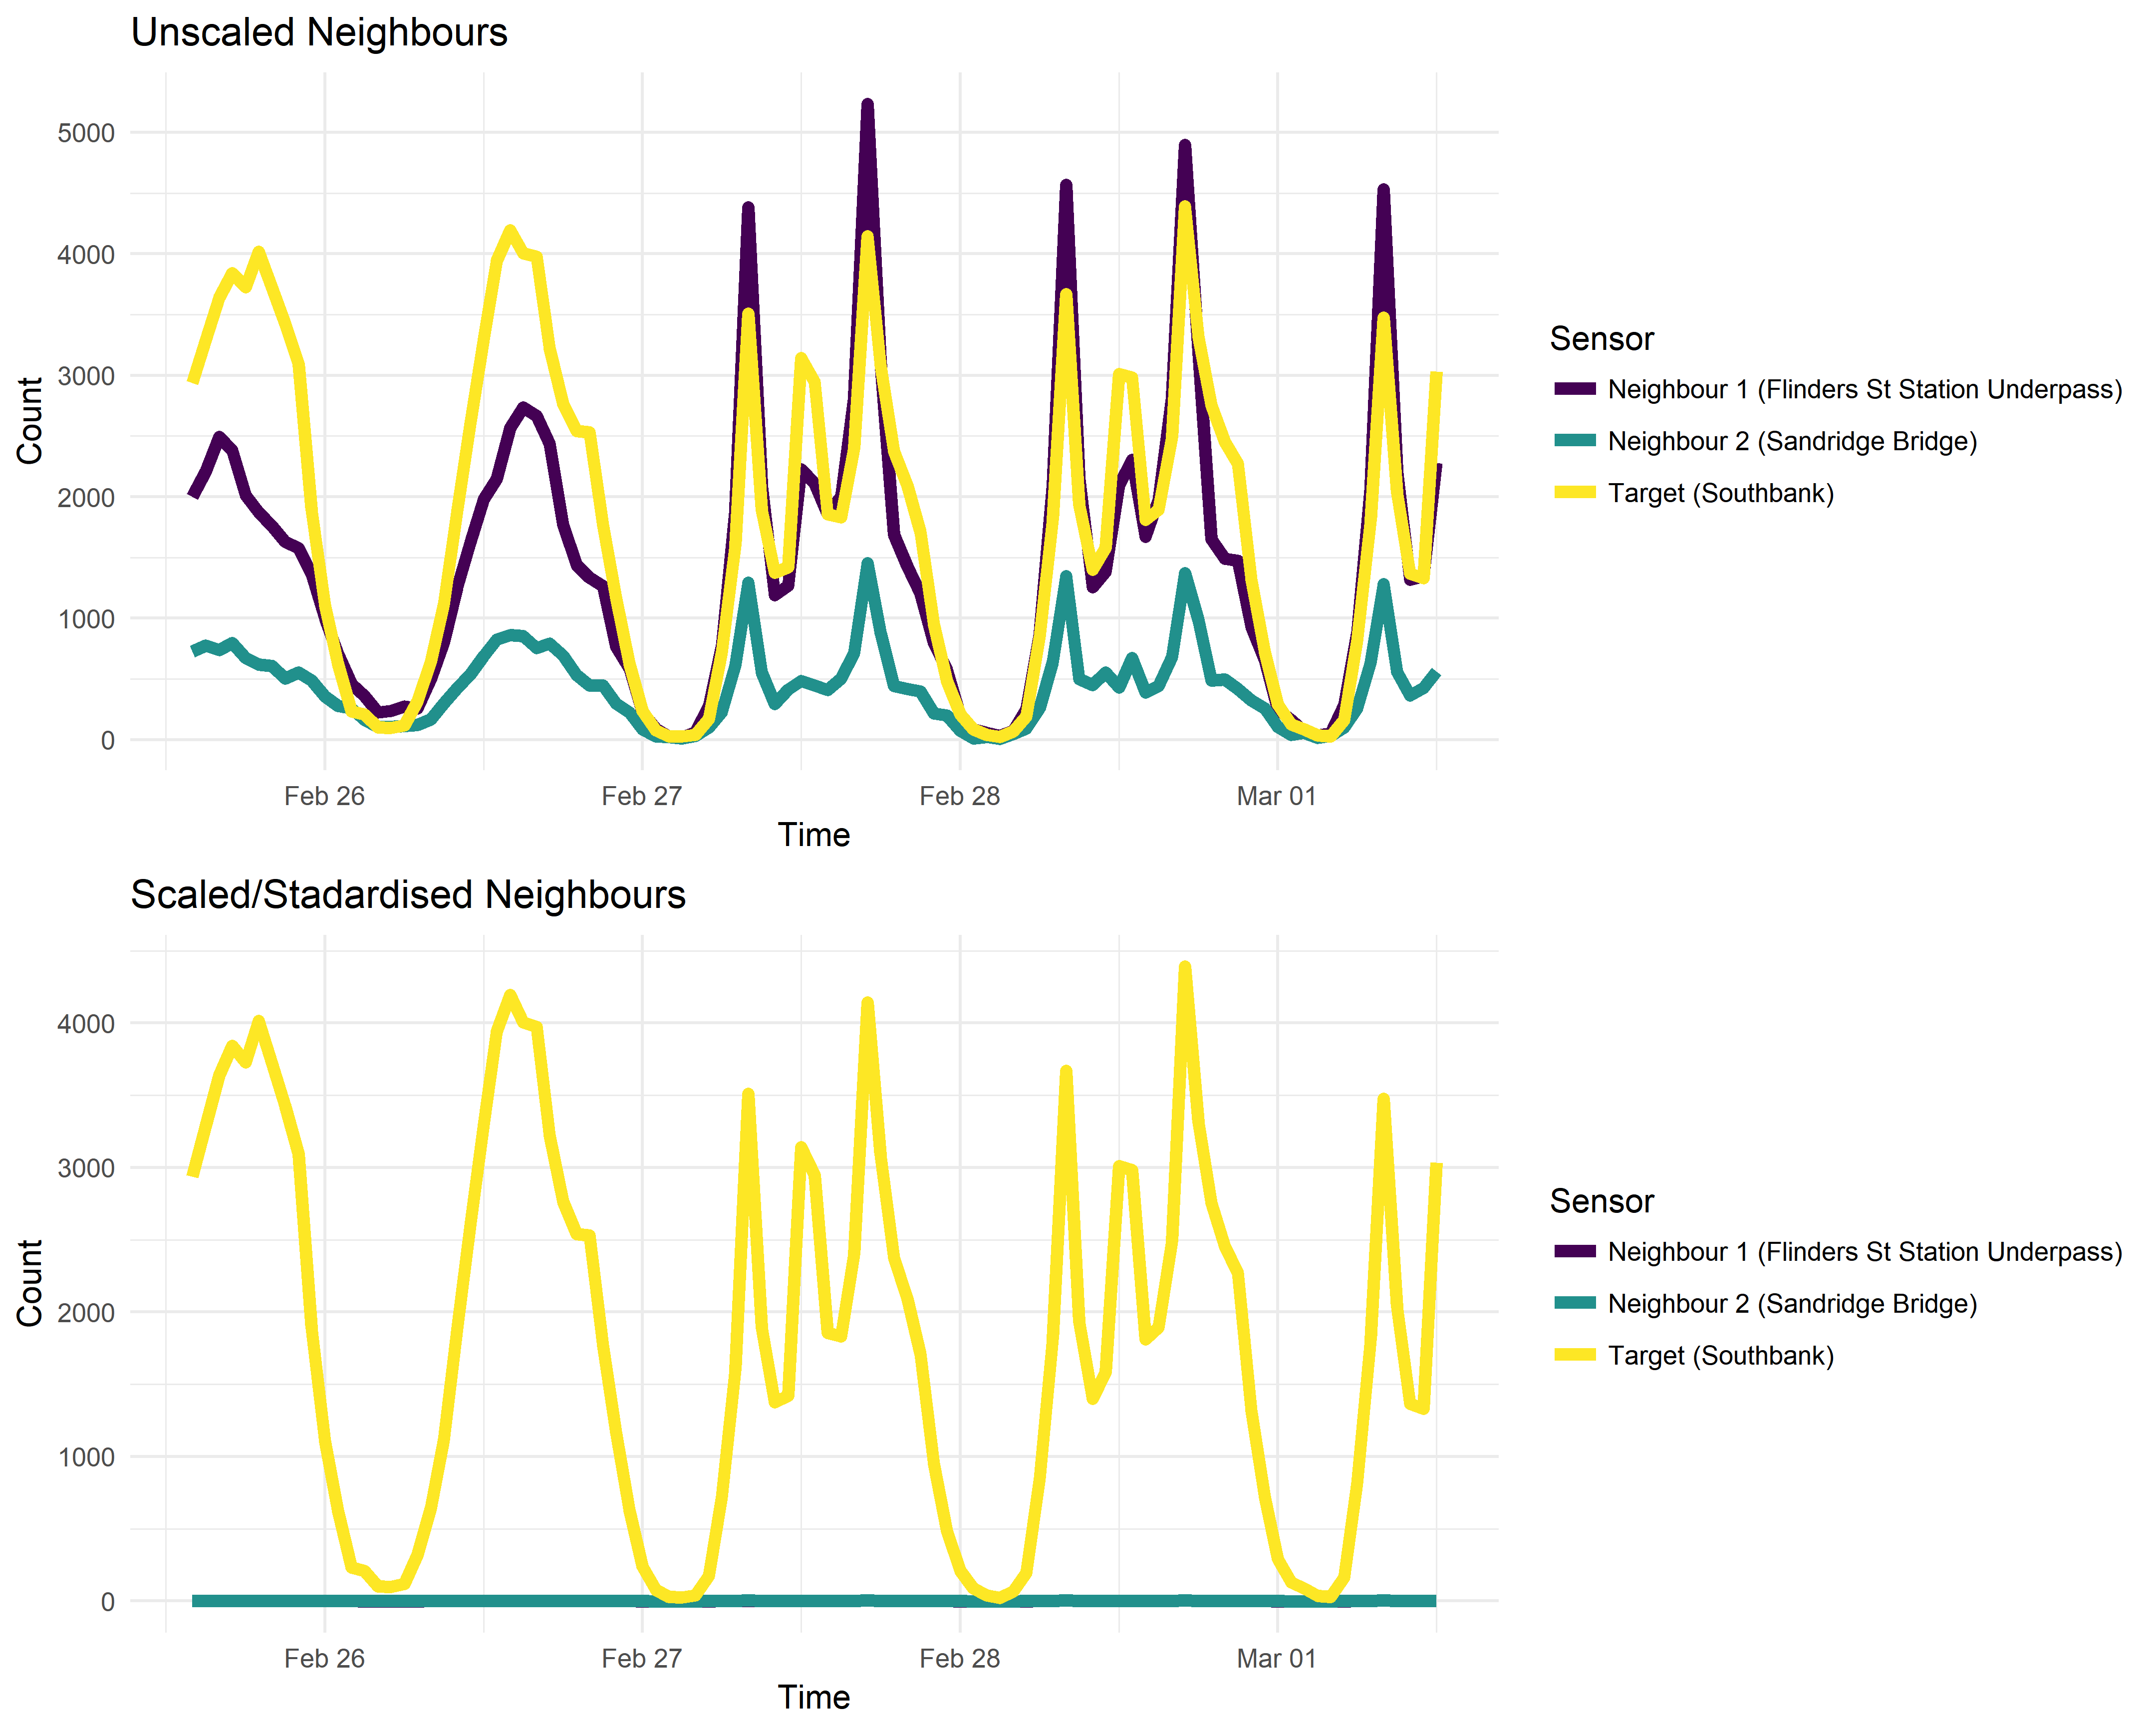 Unscaled Neighbours
5000
4000
3000
2000
1000
0
Count
Feb 26
Feb 27
Feb 28
Mar 01
Time
Sensor
Neighbour 1 (Flinders St Station Underpass)
Neighbour 2 (Sandridge Bridge)
Target (Southbank)
Scaled/Stadardised Neighbours
4000
3000
2000
1000
0
Count
Feb 26
Feb 27
Feb 28
Mar 01
Time
Sensor
Neighbour 1 (Flinders St Station Underpass)
Neighbour 2 (Sandridge Bridge)
Target (Southbank)